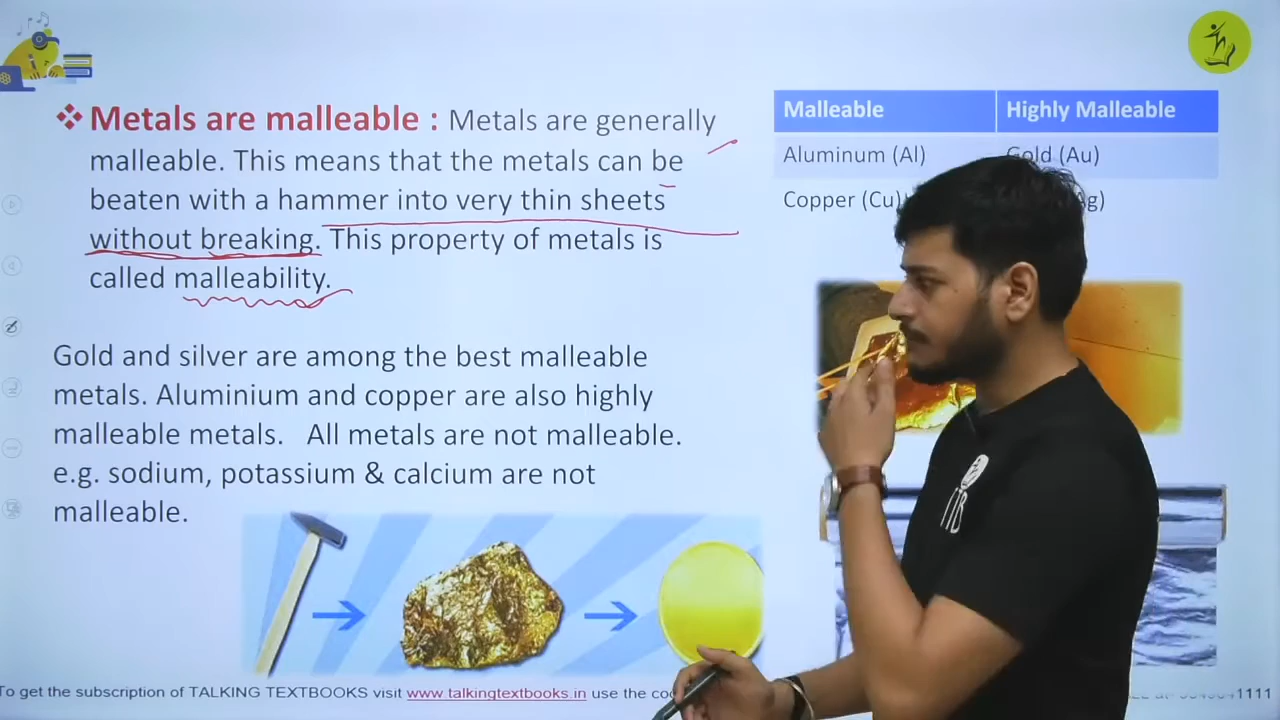 ❖ Metals are malleable : Metals are generally
malleable. This means that the metals can be
beaten with a hammer into very thin sheets
without breaking. This property of metals is
called malleability.
Gold and silver are among the best malleable
metals. Aluminium and copper are also highly
malleable metals. All metals are not malleable.
e.g. sodium, potassium & calcium are not
malleable.
Malleable Highly Malleable
Aluminum (Al) Gold (Au)
Copper (Cu)
To get the subscription of TALKING TEXTBOOKS visit www.talkingtextbooks.in use the